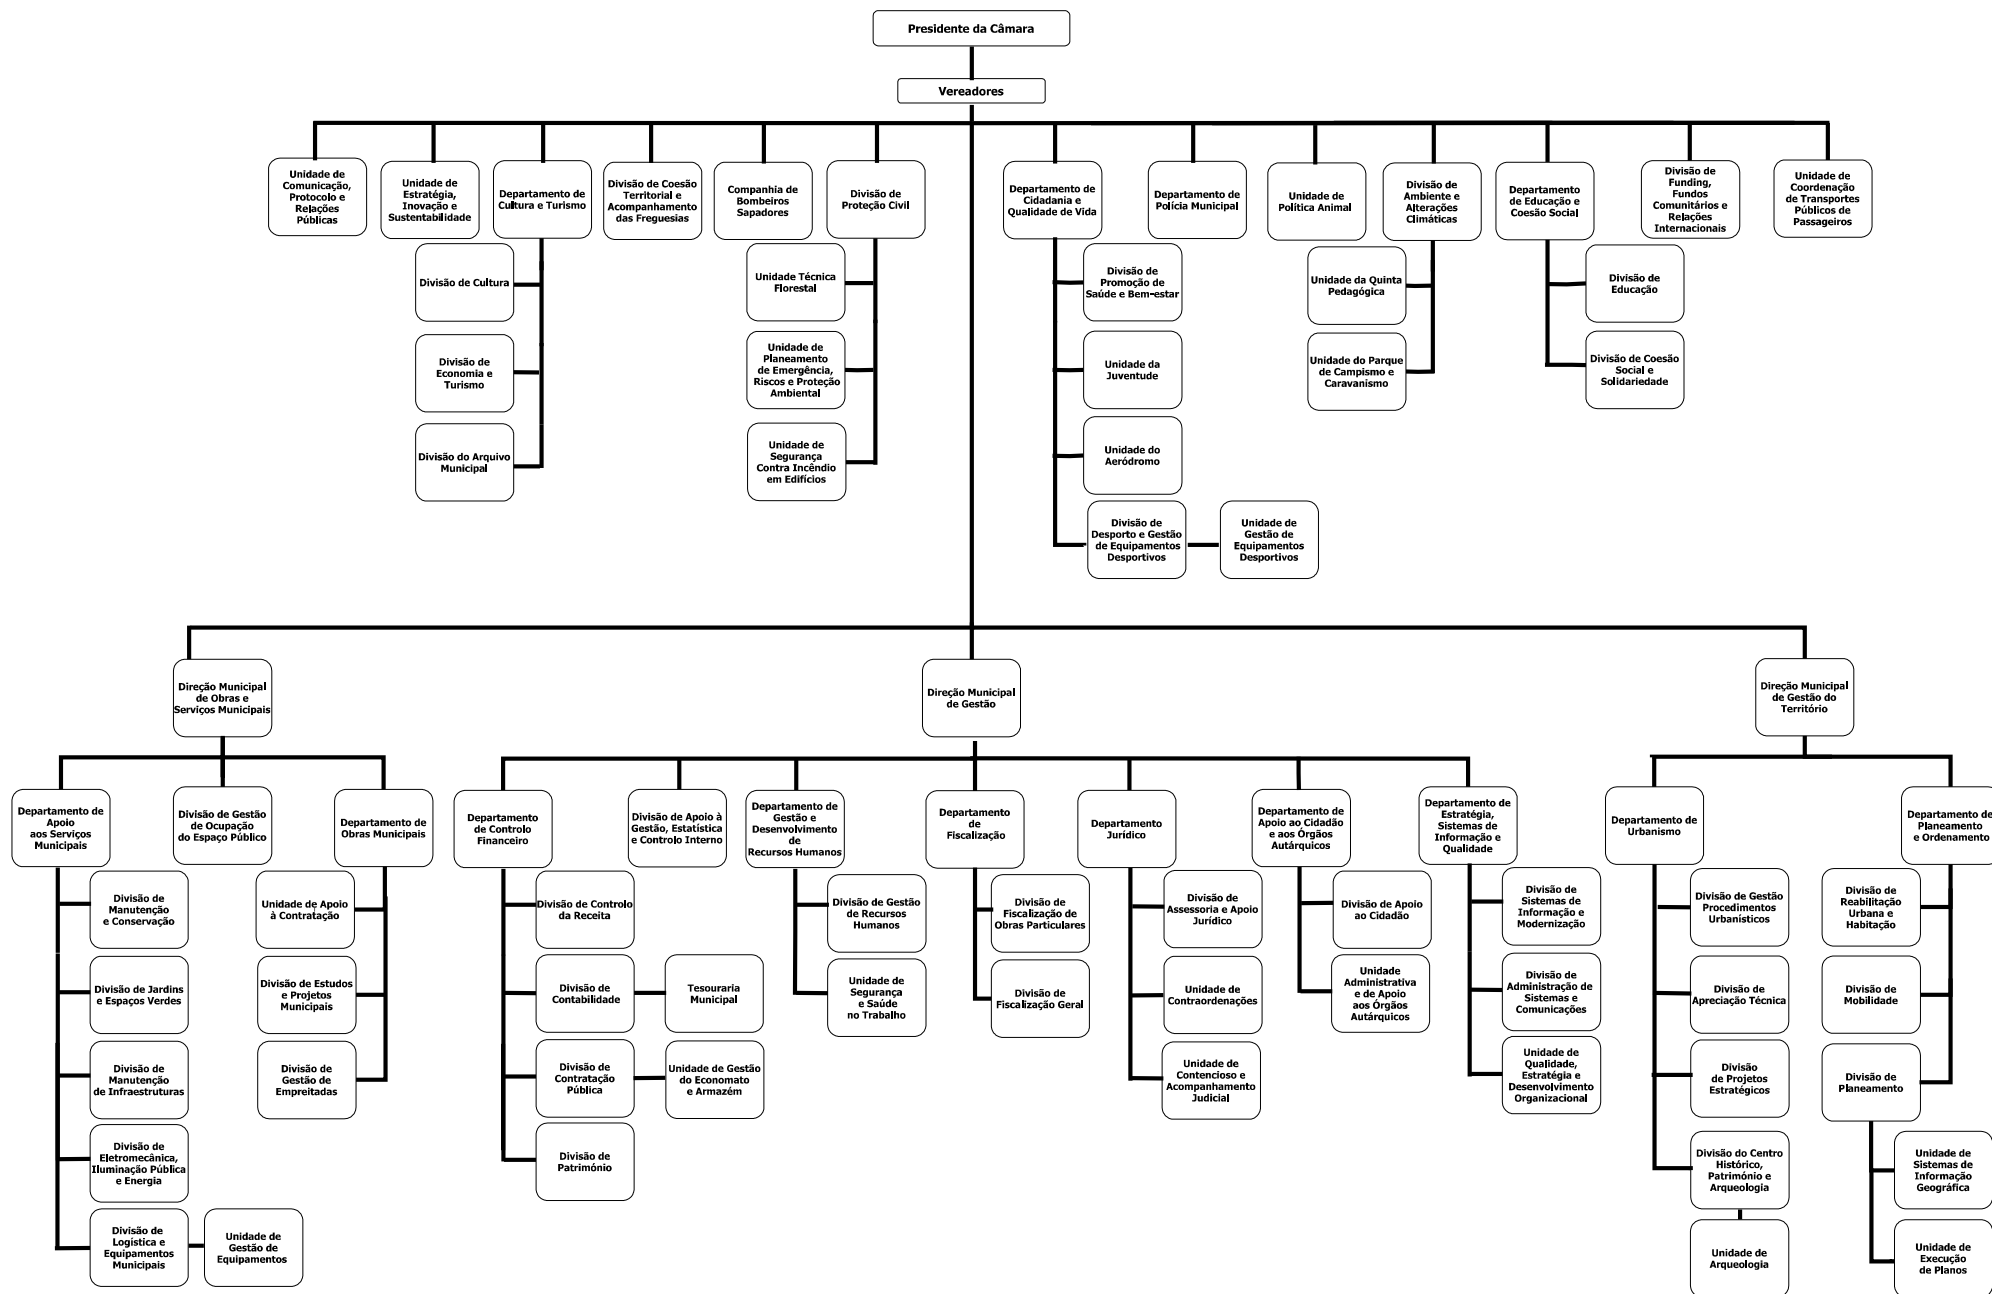 Presidente da Câmara
Vereadores
Unidade de
Comunicação,
Protocolo e
Relações
Públicas
Unidade de
Estratégia,
Inovação e
Sustentabilidade
Departamento de
Cultura e Turismo
Divisão de Coesão
Territorial e
Acompanhamento
das Freguesias
Companhia de
Bombeiros
Sapadores
Divisão de
Proteção Civil
Departamento de
Cidadania e
Qualidade de Vida
Departamento de
Polícia Municipal
Unidade de
Política Animal
Divisão de
Ambiente e
Alterações
Climáticas
Departamento
de Educação e
Coesão Social
Divisão de
Funding,
Fundos
Comunitários e
Relações
Internacionais
Unidade de
Coordenação
de Transportes
Públicos de
Passageiros
Divisão de Cultura
Divisão de
Economia e
Turismo
Divisão do Arquivo
Municipal
Unidade Técnica
Florestal
Unidade de
Planeamento
de Emergência,
Riscos e Proteção
Ambiental
Unidade de
Segurança
Contra Incêndio
em Edifícios
Divisão de
Promoção de
Saúde e Bem-estar
Unidade da
Juventude
Unidade do
Aeródromo
Divisão de
Desporto e Gestão
de Equipamentos
Desportivos
Unidade de
Gestão de
Equipamentos
Desportivos
Unidade da Quinta
Pedagógica
Unidade do Parque
de Campismo e
Caravanismo
Divisão de
Educação
Divisão de Coesão
Social e
Solidariedade
Direção Municipal
de Obras e
Serviços Municipais
Direção Municipal
de Gestão
Direção Municipal
de Gestão do
Território
Departamento de
Apoio
aos Serviços
Municipais
Divisão de Gestão
de Ocupação
do Espaço Público
Departamento de
Obras Municipais
Departamento
de Controlo
Financeiro
Divisão de Apoio à
Gestão, Estatística
e Controlo Interno
Departamento de
Gestão e
Desenvolvimento
de
Recursos Humanos
Departamento
de
Fiscalização
Departamento
Jurídico
Departamento de
Apoio ao Cidadão
e aos Órgãos
Autárquicos
Departamento de
Estratégia,
Sistemas de
Informação e
Qualidade
Departamento de
Urbanismo
Departamento de
Planeamento
e Ordenamento
Divisão de
Manutenção
e Conservação
Divisão de Jardins
e Espaços Verdes
Divisão de
Manutenção
de Infraestruturas
Divisão de
Eletromecânica,
Iluminação Pública
e Energia
Divisão de
Logística e
Equipamentos
Municipais
Unidade de
Gestão de
Equipamentos
Unidade de Apoio
à Contratação
Divisão de Estudos
e Projetos
Municipais
Divisão de
Gestão de
Empreitadas
Divisão de Controlo
da Receita
Divisão de
Contabilidade
Tesouraria
Municipal
Divisão de
Contratação
Pública
Unidade de Gestão
do Economato
e Armazém
Divisão de
Património
Divisão de Gestão
de Recursos
Humanos
Unidade de
Segurança
e Saúde
no Trabalho
Divisão de
Fiscalização de
Obras Particulares
Divisão de
Fiscalização Geral
Divisão de
Assessoria e Apoio
Jurídico
Unidade de
Contraordenações
Unidade de
Contencioso e
Acompanhamento
Judicial
Divisão de Apoio
ao Cidadão
Unidade
Administrativa
e de Apoio
aos Órgãos
Autárquicos
Divisão de
Sistemas de
Informação e
Modernização
Divisão de
Administração de
Sistemas e
Comunicações
Unidade de
Qualidade,
Estratégia e
Desenvolvimento
Organizacional
Divisão de Gestão
Procedimentos
Urbanísticos
Divisão de
Apreciação Técnica
Divisão
de Projetos
Estratégicos
Divisão do Centro
Histórico,
Património e
Arqueologia
Unidade de
Arqueologia
Divisão de
Reabilitação
Urbana e
Habitação
Divisão de
Mobilidade
Divisão de
Planeamento
Unidade de
Sistemas de
Informação
Geográfica
Unidade de
Execução
de Planos